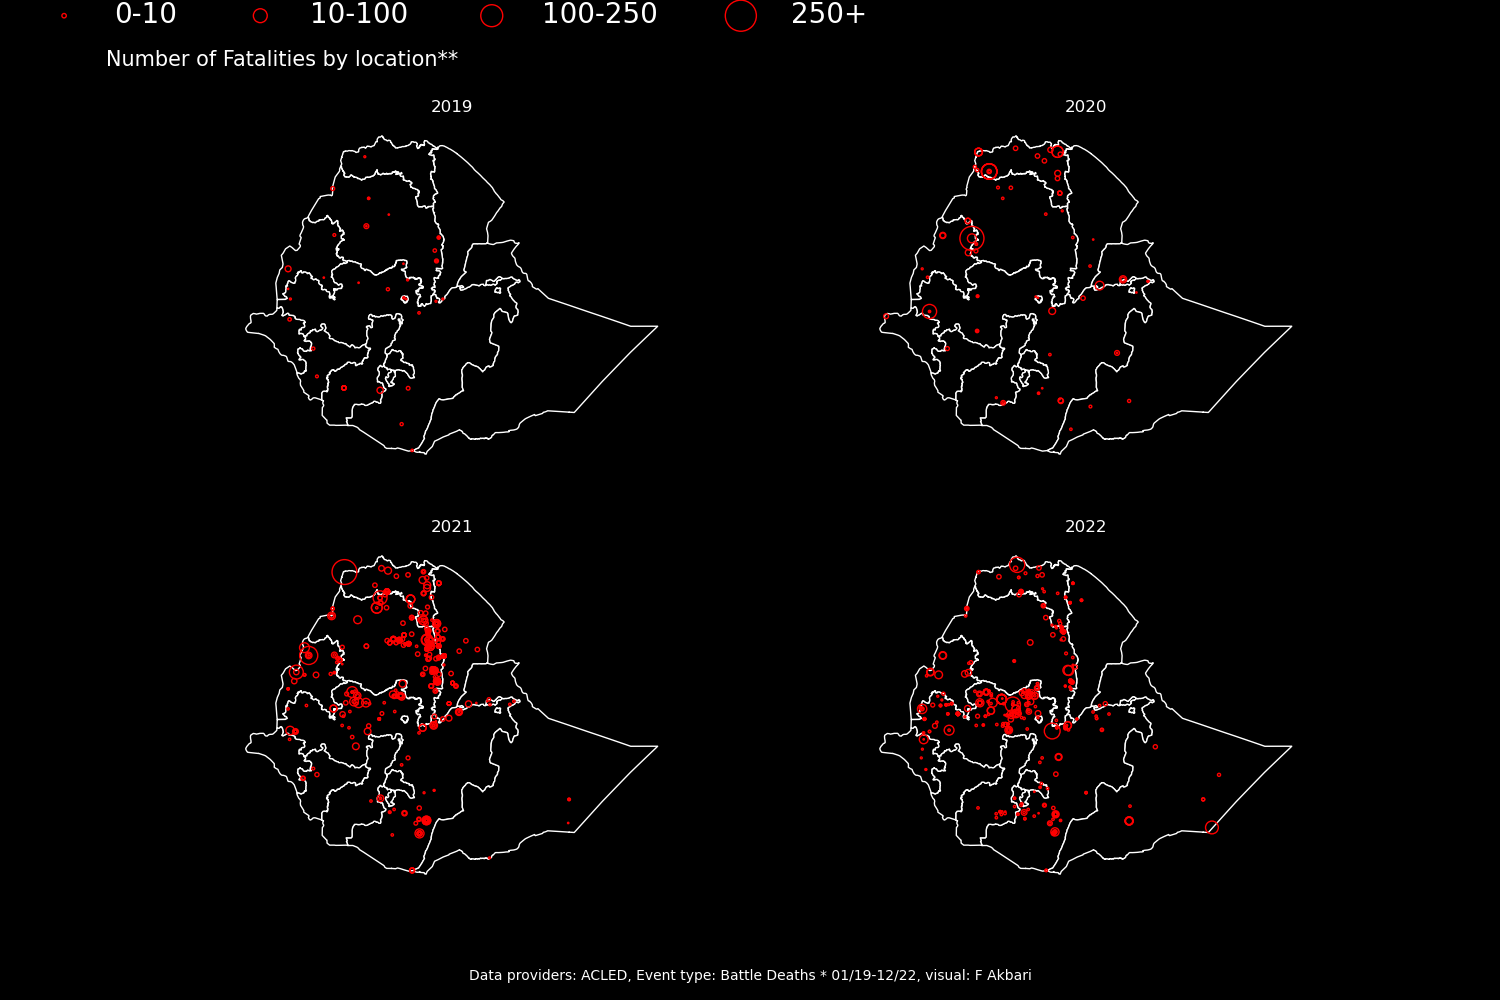 0-10 10-100 100-250 250+
Number of Fatalities by location**
2019 2020
2021 2022
Data providers: ACLED, Event type: Battle Deaths * 01/19-12/22, visual: F Akbari